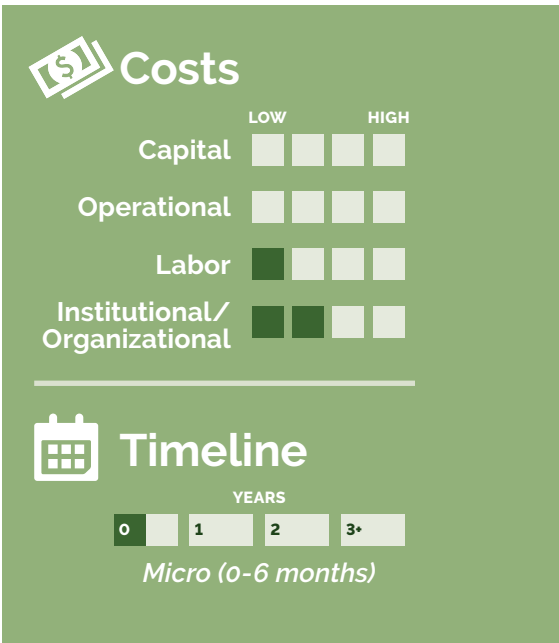 $
Costs
LOW HIGH
Capital
Operational
Labor
Institutional/
Organizational
Timeline
YEARS
0 1 2 3+
Micro (0-6 months)